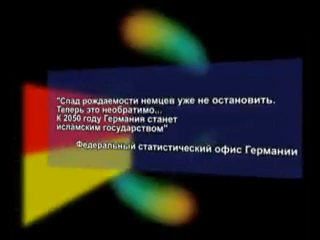 "Спад рождаемости немцев уже не остановить.
Теперь это необратимо...
К 2050 году Германия станет
исламским государством"
Федеральный статистический офис Германии